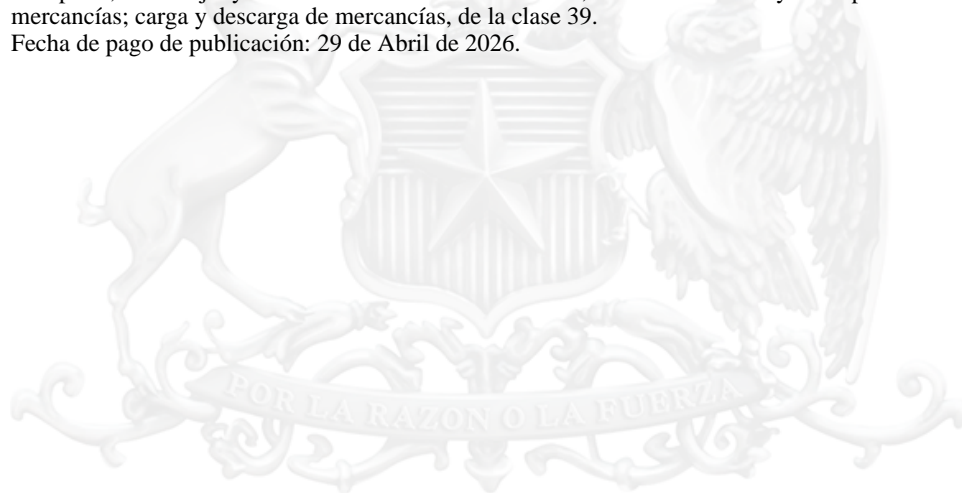 mercancías; carga y descarga de mercancías, de la clase 39.
Fecha de pago de publicación: 29 de Abril de 2026.
POR LA RAZON O LA FUERZA